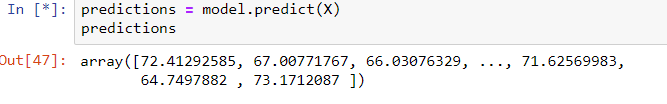 In [*]: predictions = model.predict(X)
predictions
Out[47]: array([72.41292585, 67.00771767, 66.03076329, ..., 71.62569983,
64.7497882 , 73.1712087 ])